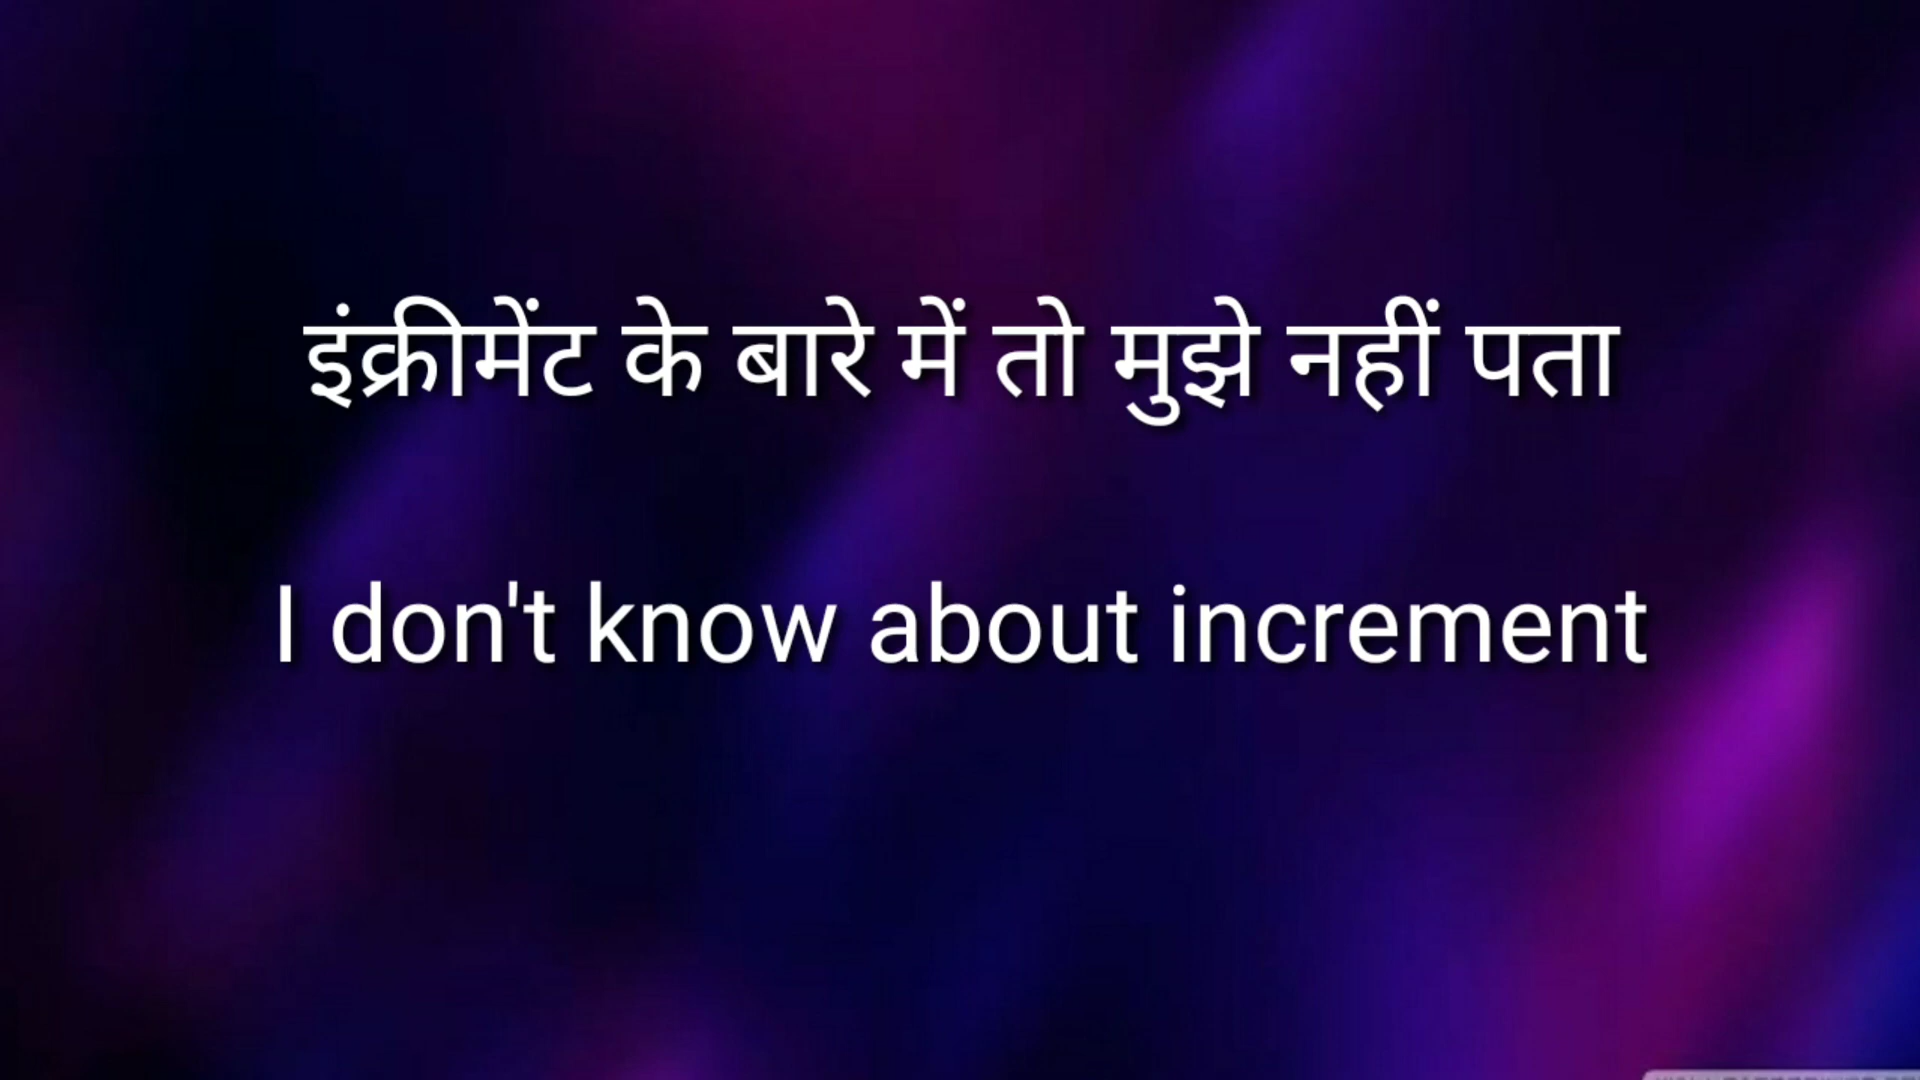 इंक्रीमेंट के बारे में तो मुझे नहीं पता
I don't know about increment